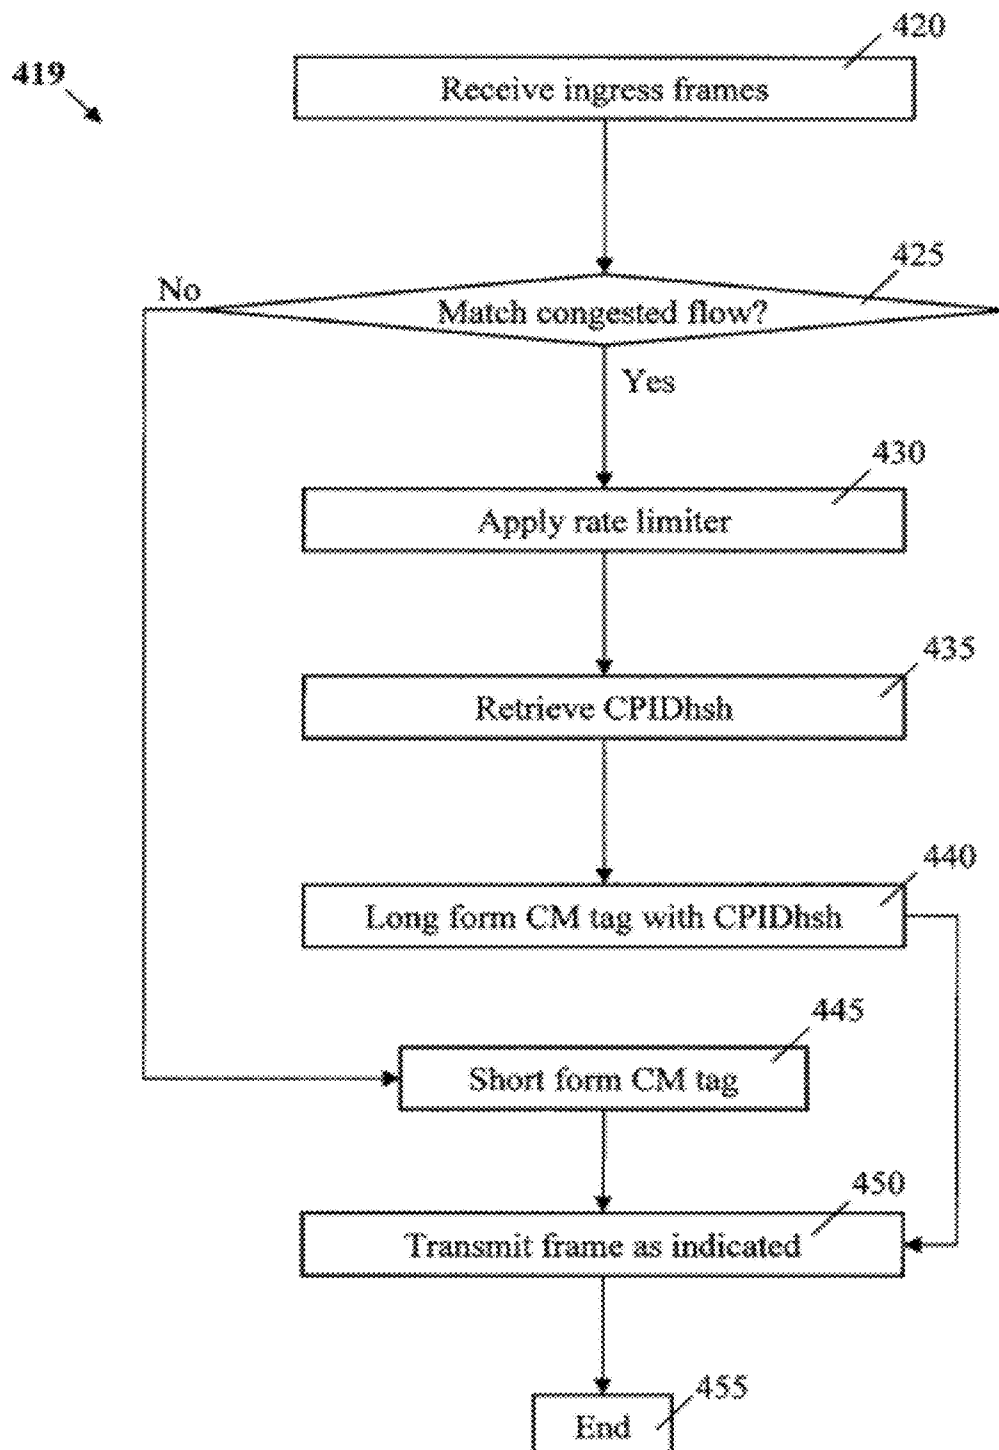 420
419
Receive ingress frames
425
No
Match congested flow?
Yes
430
Apply rate limiter
435
Retrieve CPIDhsh
440
Long form CM tag with CPIDhsh
445
Short form CM tag
450
Transmit frame as indicated
455
End